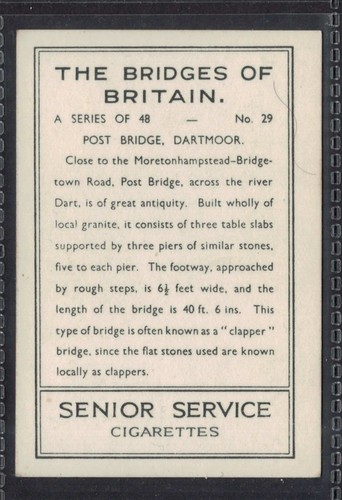 THE BRIDGES OF
BRITAIN.
A SERIES OF 48 — No. 29
POST BRIDGE, DARTMOOR.
Close to the Moretonhampstead–Bridge-
town Road, Post Bridge, across the river
Dart, is of great antiquity. Built wholly of
local granite, it consists of three table slabs
supported by three piers of similar stones,
five to each pier. The footway, approached
by rough steps, is 6½ feet wide, and the
length of the bridge is 40 ft. 6 ins. This
type of bridge is often known as a "clapper"
bridge, since the flat stones used are known
locally as clappers.
SENIOR SERVICE
CIGARETTES